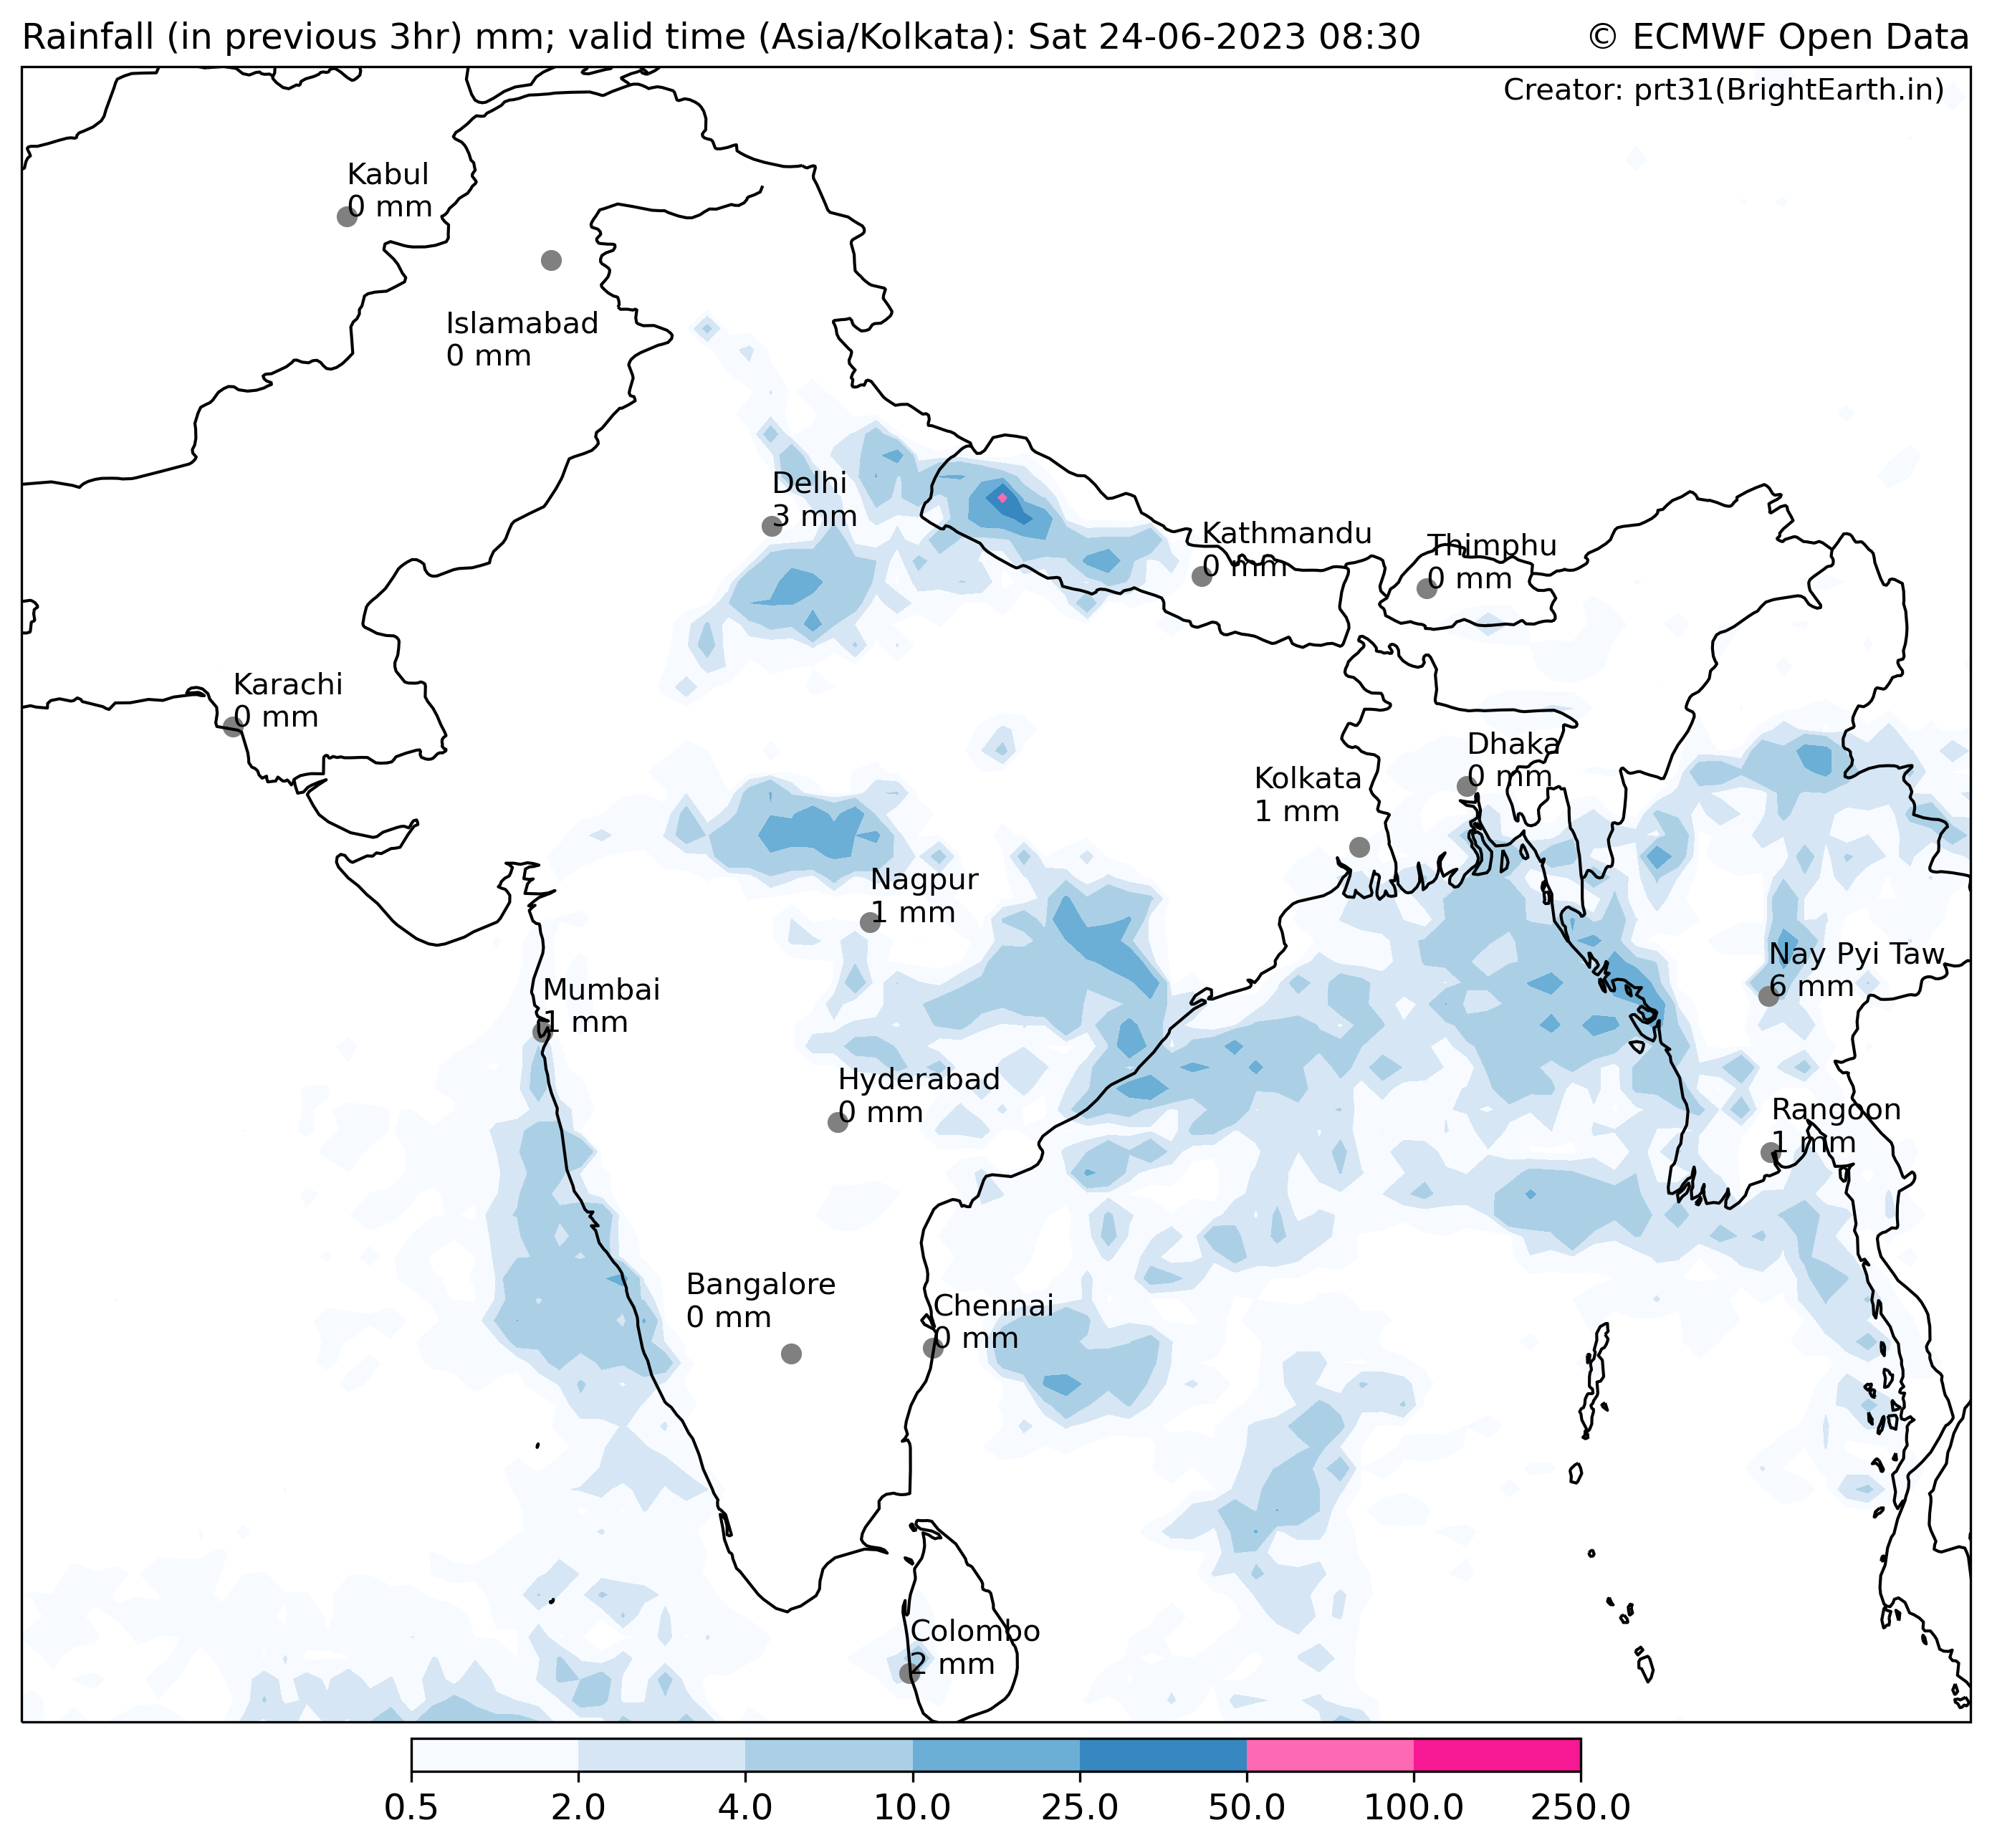 Rainfall (in previous 3hr) mm; valid time (Asia/Kolkata): Sat 24-06-2023 08:30
© ECMWF Open Data
Creator: prt31(BrightEarth.in)
Kabul
0 mm
Islamabad
0 mm
Delhi
3 mm
Kathmandu
0 mm
Thimphu
0 mm
Karachi
0 mm
Dhaka
0 mm
Kolkata
1 mm
Nagpur
1 mm
Nay Pyi Taw
6 mm
Mumbai
1 mm
Hyderabad
0 mm
Rangoon
1 mm
Bangalore
0 mm
Chennai
0 mm
Colombo
2 mm
0.5 2.0 4.0 10.0 25.0 50.0 100.0 250.0